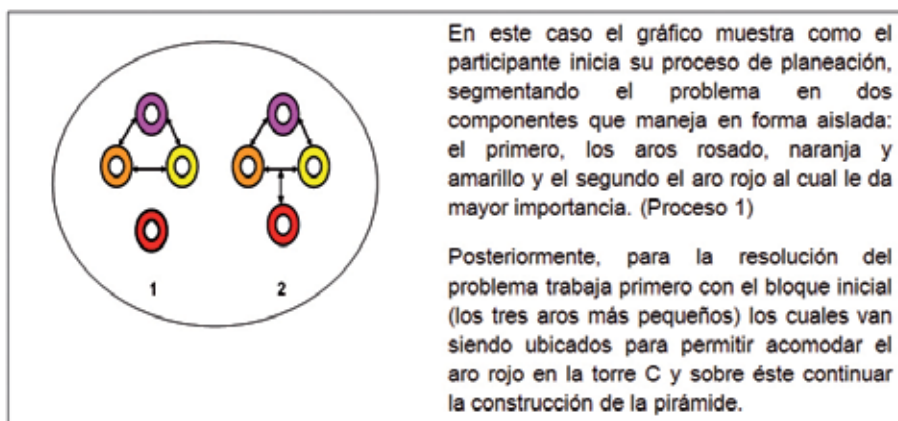 En este caso el gráfico muestra como el
participante inicia su proceso de planeación,
segmentando el problema en dos
componentes que maneja en forma aislada:
el primero, los aros rosado, naranja y
amarillo y el segundo el aro rojo al cual le da
mayor importancia. (Proceso 1)
Posteriormente, para la resolución del
problema trabaja primero con el bloque inicial
(los tres aros más pequeños) los cuales van
siendo ubicados para permitir acomodar el
aro rojo en la torre C y sobre éste continuar
la construcción de la pirámide.
1 2